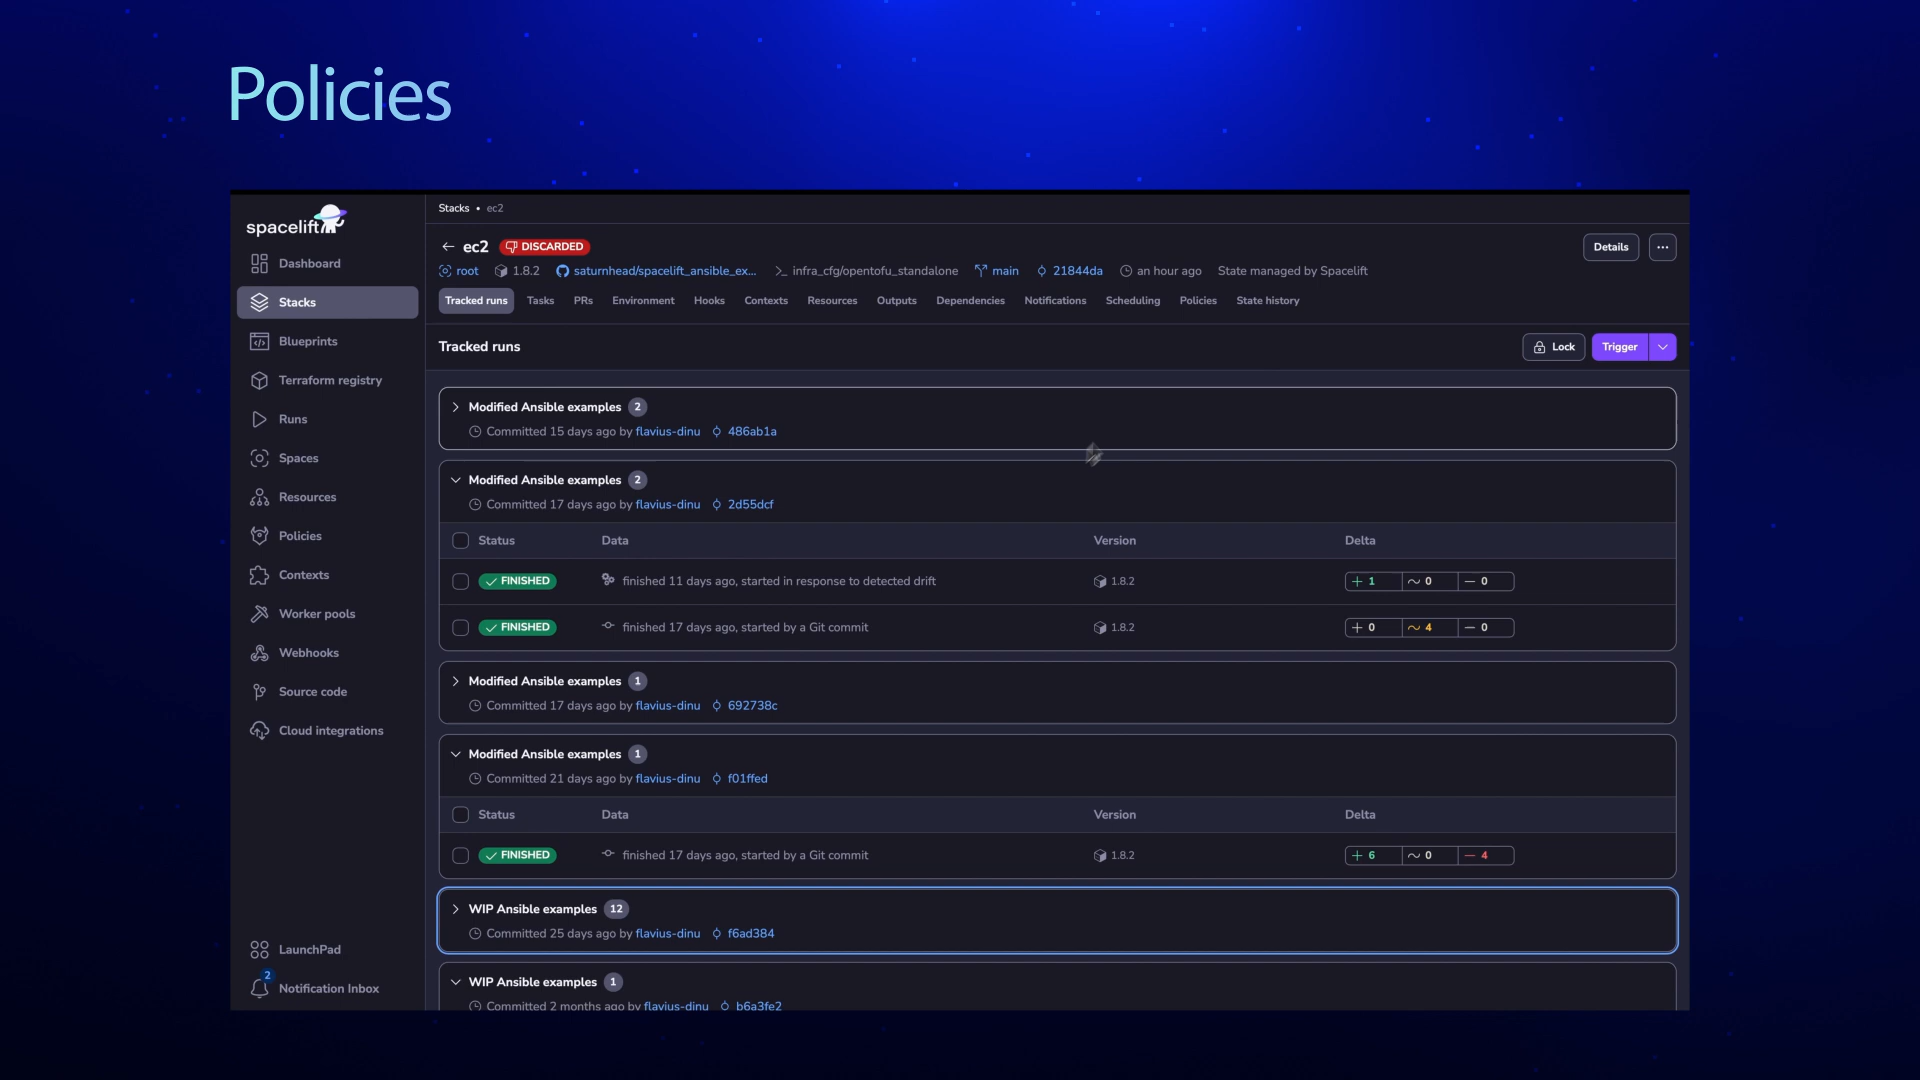 Policies
spacelift
Dashboard
Stacks
Blueprints
Terraform registry
Runs
Spaces
Resources
Policies
Contexts
Worker pools
Webhooks
Source code
Cloud integrations
LaunchPad
2
Notification Inbox
Stacks • ec2
ec2 DISCARDED
Details
root 1.8.2 saturnhead/spacelift_ansible_ex... infra_cfg/opentofu_standalone main 21844da an hour ago State managed by Spacelift
Tracked runs Tasks PRs Environment Hooks Contexts Resources Outputs Dependencies Notifications Scheduling Policies State history
Tracked runs
Lock Trigger
Modified Ansible examples 2
Committed 15 days ago by flavius-dinu 486ab1a
Modified Ansible examples 2
Committed 17 days ago by flavius-dinu 2d55dcf
Status Data Version Delta
FINISHED finished 11 days ago, started in response to detected drift 1.8.2 + 1 ~ 0 — 0
FINISHED finished 17 days ago, started by a Git commit 1.8.2 + 0 ~ 4 — 0
Modified Ansible examples 1
Committed 17 days ago by flavius-dinu 692738c
Modified Ansible examples 1
Committed 21 days ago by flavius-dinu f01ffed
Status Data Version Delta
FINISHED finished 17 days ago, started by a Git commit 1.8.2 + 6 ~ 0 — 4
WIP Ansible examples 12
Committed 25 days ago by flavius-dinu f6ad384
WIP Ansible examples 1
Committed 2 months ago by flavius-dinu b6a3fe2